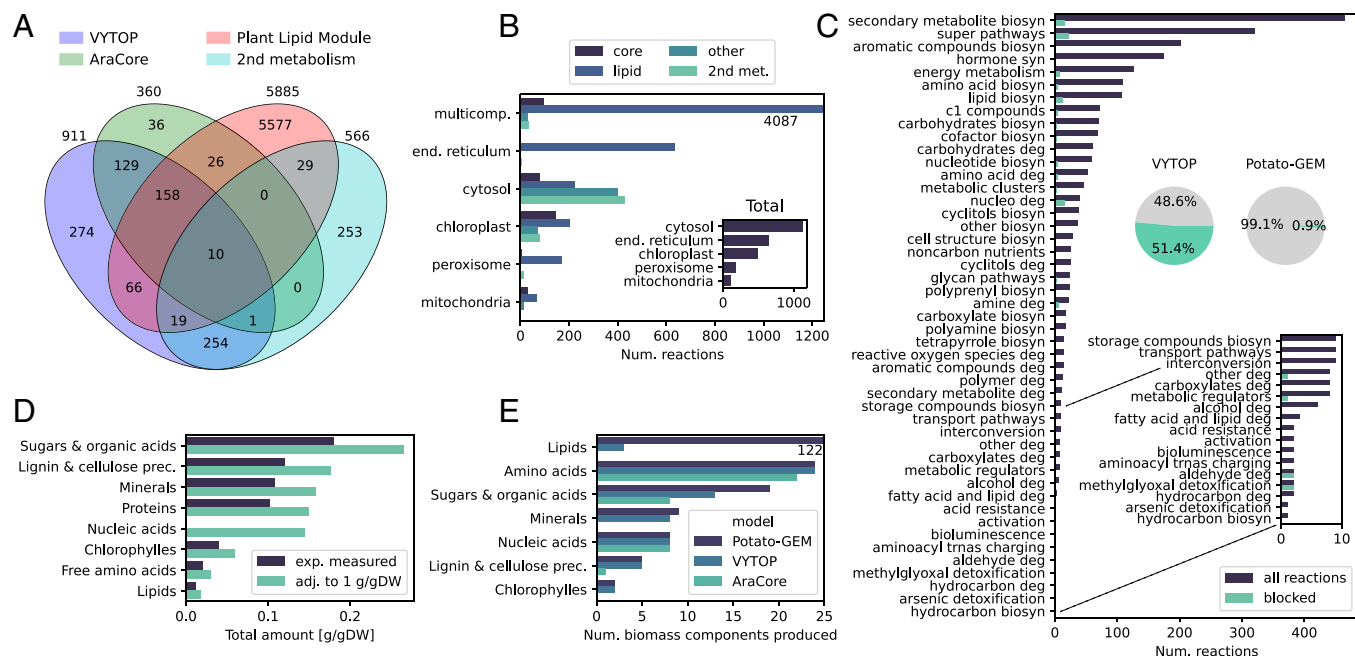 A
VYTOP
Plant Lipid Module
AraCore
2nd metabolism
360
5885
911
566
36
5577
129
26
29
158
0
274
253
10
66
0
19
1
254
B
core
other
lipid
2nd met.
multicomp.
4087
end. reticulum
cytosol
chloroplast
peroxisome
mitochondria
Total
cytosol
end. reticulum
chloroplast
peroxisome
mitochondria
0
1000
0
200
400
600
800
1000
1200
Num. reactions
C
secondary metabolite biosyn
super pathways
aromatic compounds biosyn
hormone syn
energy metabolism
amino acid biosyn
lipid biosyn
c1 compounds
carbohydrates biosyn
cofactor biosyn
carbohydrates deg
nucleotide biosyn
amino acid deg
metabolic clusters
nucleo deg
cyclitols biosyn
other biosyn
cell structure biosyn
noncarbon nutrients
cyclitols deg
glycan pathways
polyprenyl biosyn
amine deg
carboxylate biosyn
polyamine biosyn
tetrapyrrole biosyn
reactive oxygen species deg
aromatic compounds deg
polymer deg
secondary metabolite deg
storage compounds biosyn
transport pathways
interconversion
other deg
carboxylates deg
metabolic regulators
alcohol deg
fatty acid and lipid deg
acid resistance
activation
bioluminescence
aminoacyl trnas charging
aldehyde deg
methylglyoxal detoxification
hydrocarbon deg
arsenic detoxification
hydrocarbon biosyn
VYTOP
48.6%
51.4%
Potato-GEM
99.1%
0.9%
storage compounds biosyn
transport pathways
interconversion
other deg
carboxylates deg
metabolic regulators
alcohol deg
fatty acid and lipid deg
acid resistance
activation
bioluminescence
aminoacyl trnas charging
aldehyde deg
methylglyoxal detoxification
hydrocarbon deg
arsenic detoxification
hydrocarbon biosyn
0
10
all reactions
blocked
0
100
200
300
400
Num. reactions
D
Sugars & organic acids
Lignin & cellulose prec.
Minerals
Proteins
Nucleic acids
Chlorophylles
Free amino acids
Lipids
exp. measured
adj. to 1 g/gDW
0.0
0.1
0.2
Total amount [g/gDW]
E
Lipids
122
Amino acids
Sugars & organic acids
Minerals
Nucleic acids
Lignin & cellulose prec.
Chlorophylles
model
Potato-GEM
VYTOP
AraCore
0
5
10
15
20
25
Num. biomass components produced